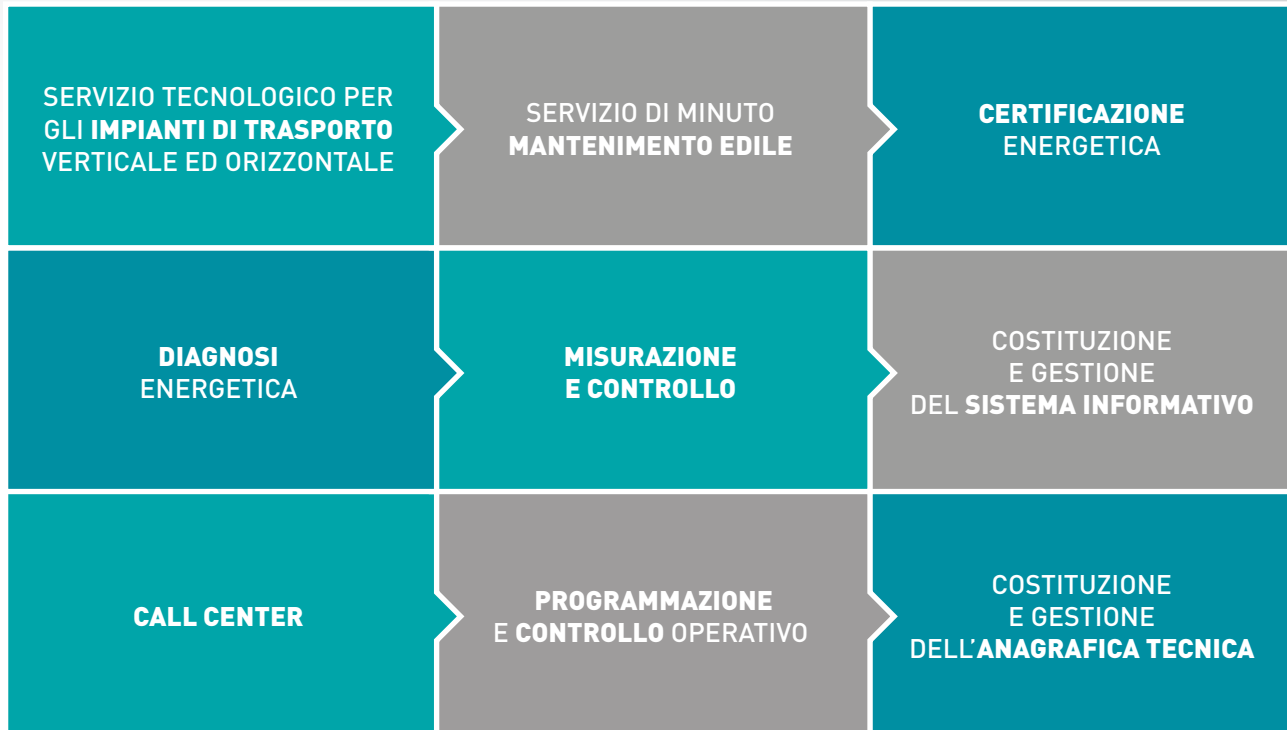 SERVIZIO TECNOLOGICO PER
GLI IMPIANTI DI TRASPORTO
VERTICALE ED ORIZZONTALE
SERVIZIO DI MINUTO
MANTENIMENTO EDILE
CERTIFICAZIONE
ENERGETICA
DIAGNOSI
ENERGETICA
MISURAZIONE
E CONTROLLO
COSTITUZIONE
E GESTIONE
DEL SISTEMA INFORMATIVO
CALL CENTER
PROGRAMMAZIONE
E CONTROLLO OPERATIVO
COSTITUZIONE
E GESTIONE
DELL'ANAGRAFICA TECNICA